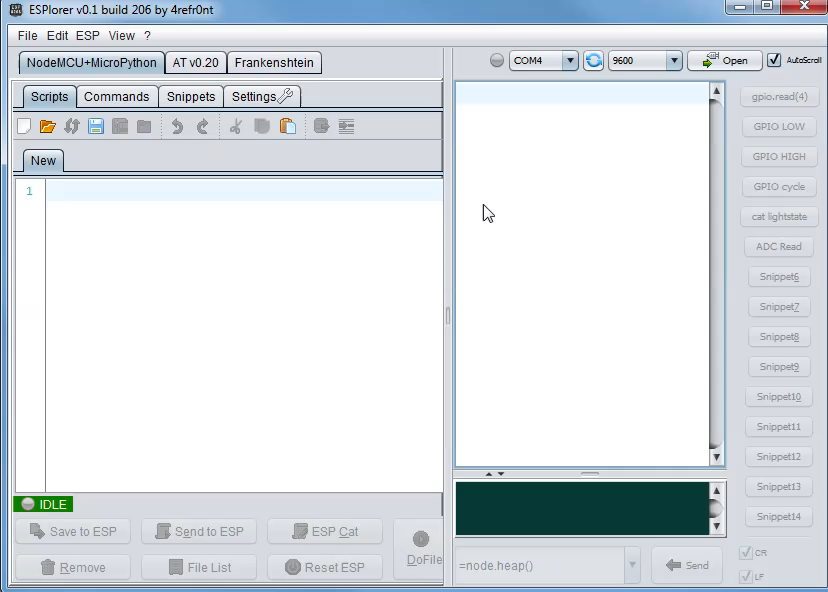 ESPlorer v0.1 build 206 by 4refr0nt
File Edit ESP View ?
NodeMCU+MicroPython AT v0.20 Frankenshtein
COM4 9600 Open AutoScroll
Scripts Commands Snippets Settings
New
1
gpio.read(4)
GPIO LOW
GPIO HIGH
GPIO cycle
cat lightstate
ADC Read
Snippet6
Snippet7
Snippet8
Snippet9
Snippet10
Snippet11
Snippet12
Snippet13
Snippet14
IDLE
Save to ESP Send to ESP ESP Cat
DoFile
Remove File List Reset ESP
=node.heap() Send
CR
LF